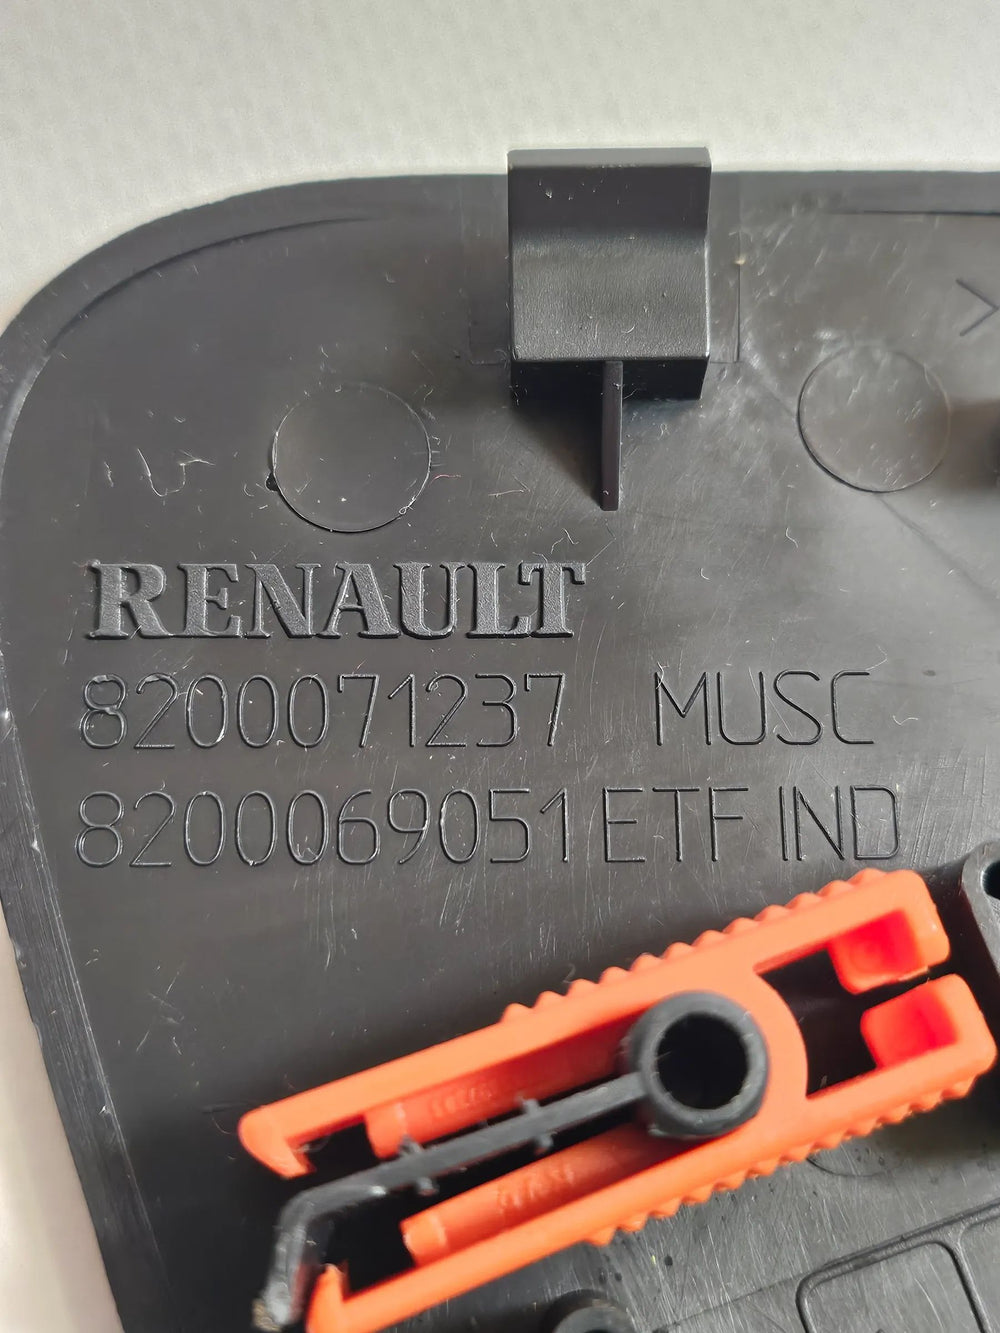 RENAULT
8200071237 MUSC
8200069051 ETF IND